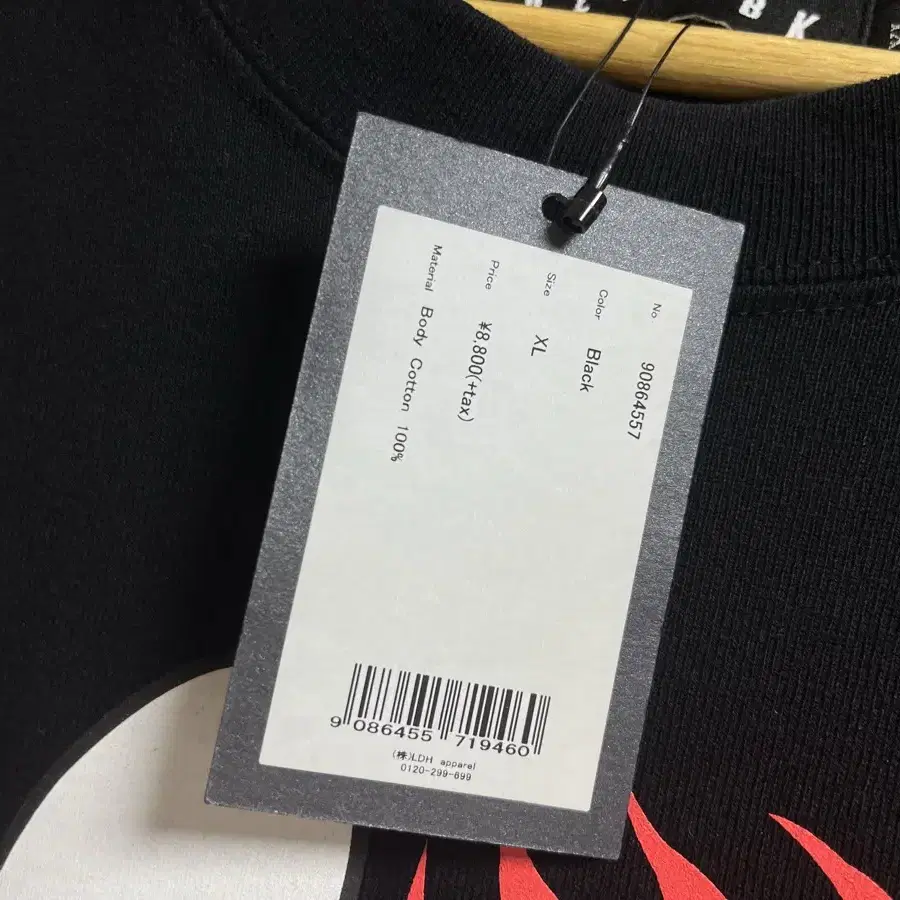 No. 90864557
Color Black
Size XL
Price ¥8,800(+tax)
Material Body Cotton 100%
9 086455 719460
(株)LDH apparel
0120-299-699